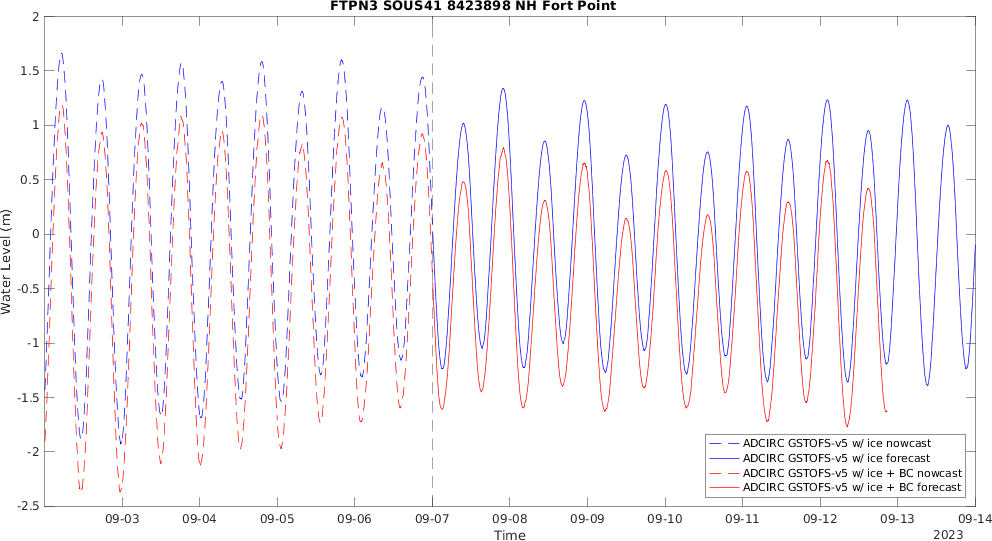 FTPN3 SOUS41 8423898 NH Fort Point
2
1.5
1
0.5
0
-0.5
-1
-1.5
-2
-2.5
Water Level (m)
09-03 09-04 09-05 09-06 09-07 09-08 09-09 09-10 09-11 09-12 09-13 09-14
Time
2023
ADCIRC GSTOFS-v5 w/ ice nowcast
ADCIRC GSTOFS-v5 w/ ice forecast
ADCIRC GSTOFS-v5 w/ ice + BC nowcast
ADCIRC GSTOFS-v5 w/ ice + BC forecast